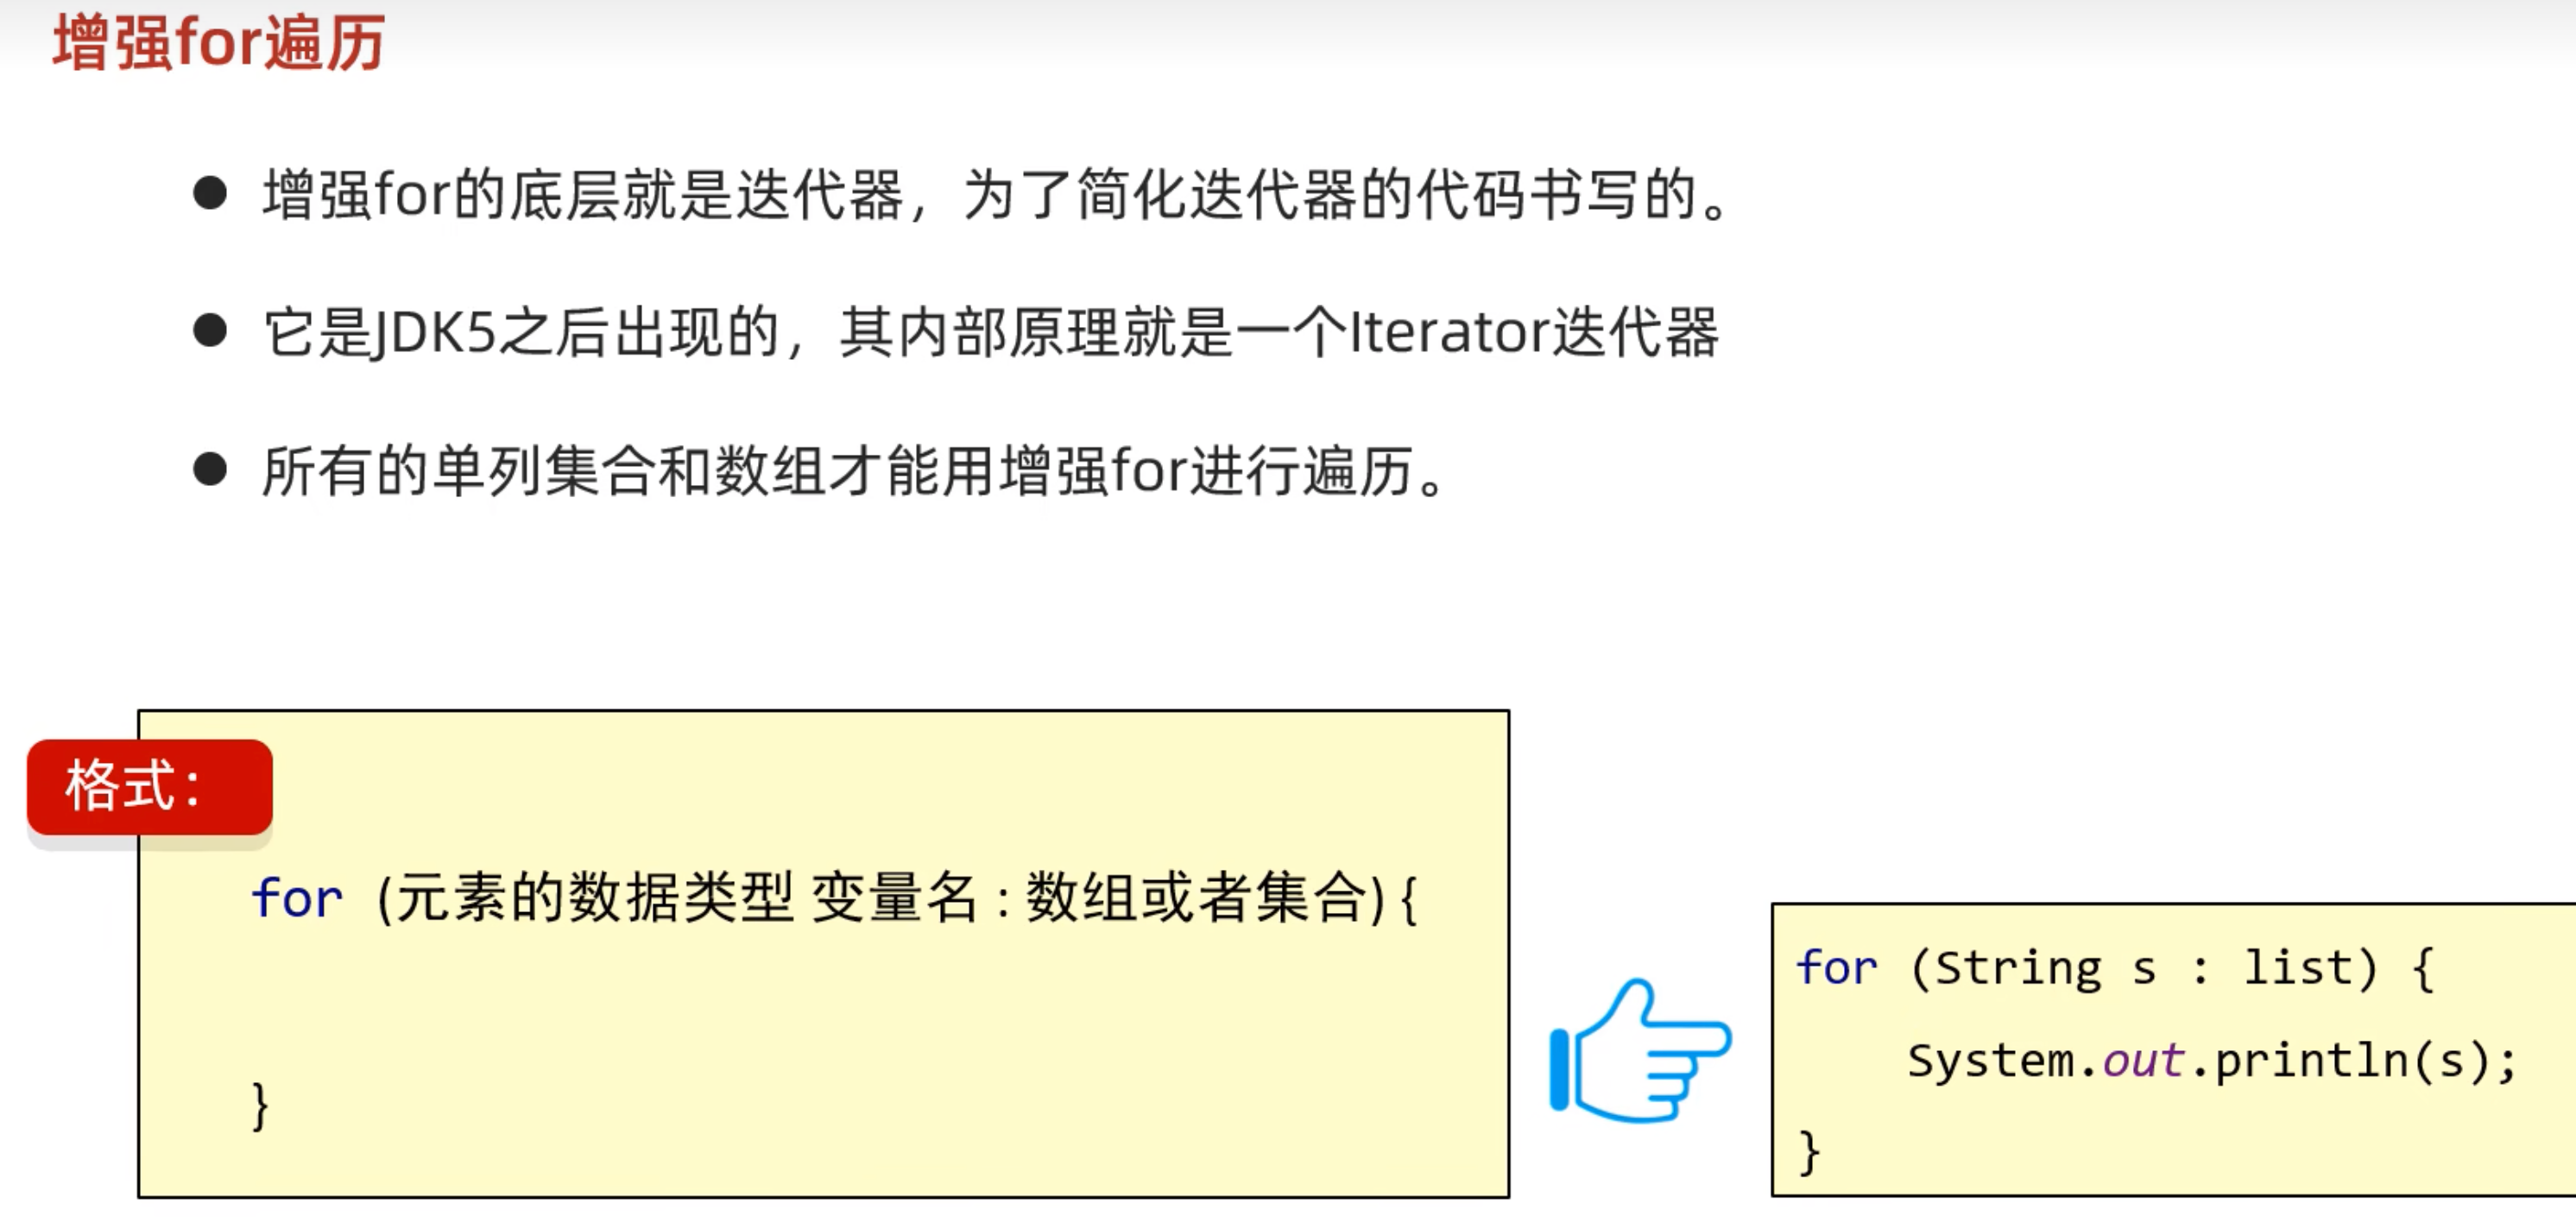 增强for遍历
增强for的底层就是迭代器，为了简化迭代器的代码书写的。
它是JDK5之后出现的，其内部原理就是一个Iterator迭代器
所有的单列集合和数组才能用增强for进行遍历。
格式：
for (元素的数据类型 变量名 : 数组或者集合) {
}
for (String s : list) {
System.out.println(s);
}